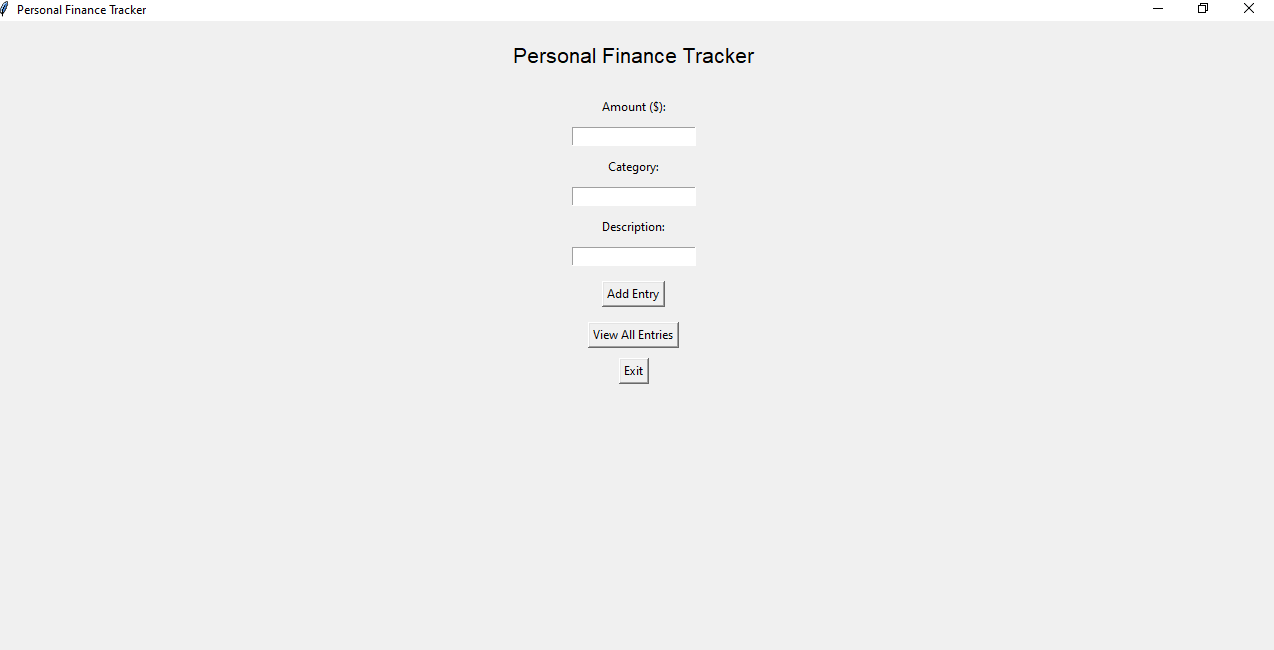 Personal Finance Tracker
Personal Finance Tracker
Amount ($):
Category:
Description:
Add Entry
View All Entries
Exit